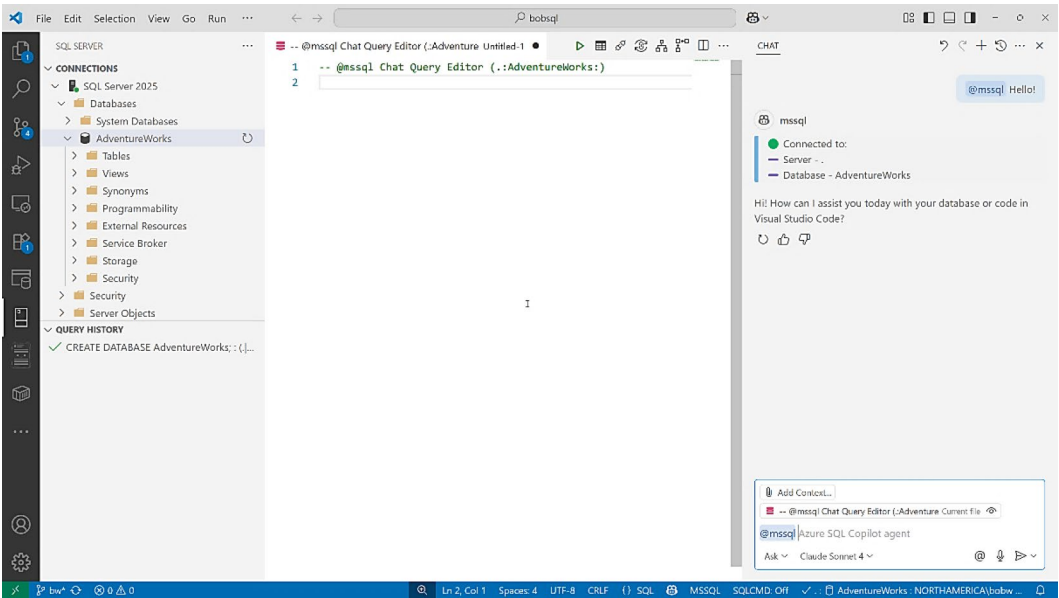 File Edit Selection View Go Run ··· bobsql
SQL SERVER ···
CONNECTIONS
SQL Server 2025
Databases
System Databases
AdventureWorks
Tables
Views
Synonyms
Programmability
External Resources
Service Broker
Storage
Security
Security
Server Objects
QUERY HISTORY
CREATE DATABASE AdventureWorks; : (.|...
-- @mssql Chat Query Editor (.:Adventure Untitled-1
1 -- @mssql Chat Query Editor (.:AdventureWorks:)
2
CHAT
@mssql Hello!
mssql
Connected to:
Server - .
Database - AdventureWorks
Hi! How can I assist you today with your database or code in
Visual Studio Code?
Add Context...
-- @mssql Chat Query Editor (.:Adventure Current file
@mssql Azure SQL Copilot agent
Ask Claude Sonnet 4
1
4
1
bw* 0 0 Ln 2, Col 1 Spaces: 4 UTF-8 CRLF {} SQL MSSQL SQLCMD: Off . : AdventureWorks : NORTHAMERICA\bobw ...